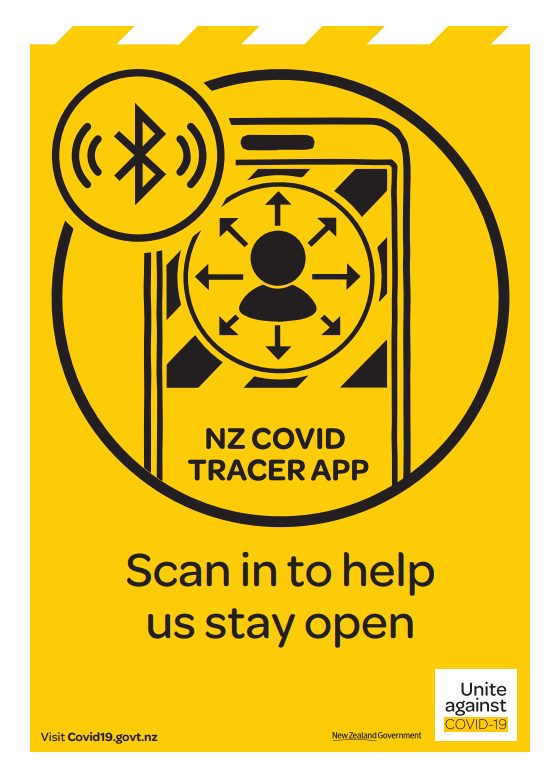 NZ COVID
TRACER APP
Scan in to help
us stay open
Unite
against
COVID-19
Visit Covid19.govt.nz
New Zealand Government